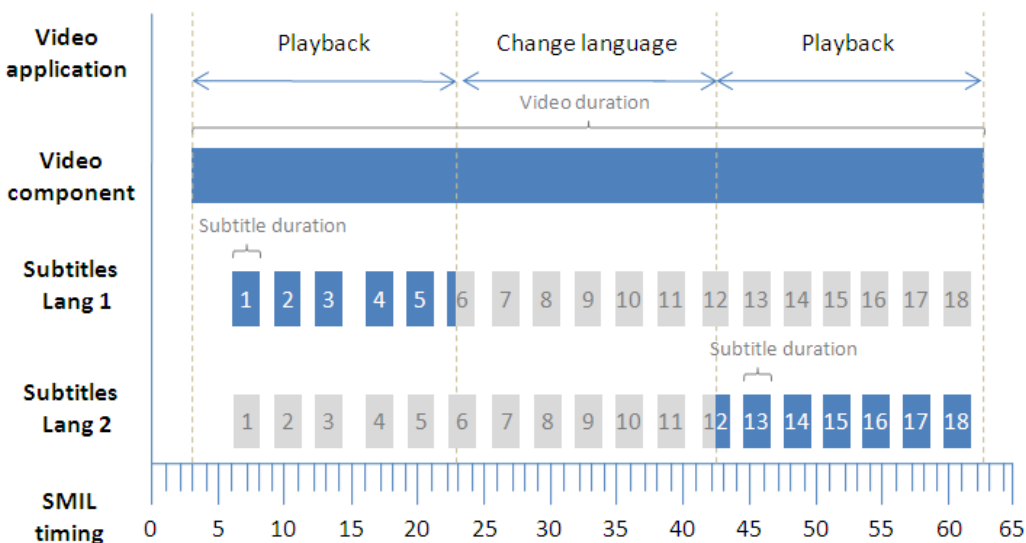 Video
application
Playback
Change language
Playback
Video duration
Video
component
Subtitle duration
Subtitles
Lang 1
1 2 3 4 5 6 7 8 9 10 11 12 13 14 15 16 17 18
Subtitle duration
Subtitles
Lang 2
1 2 3 4 5 6 7 8 9 10 11 12 13 14 15 16 17 18
SMIL
timing
0 5 10 15 20 25 30 35 40 45 50 55 60 65